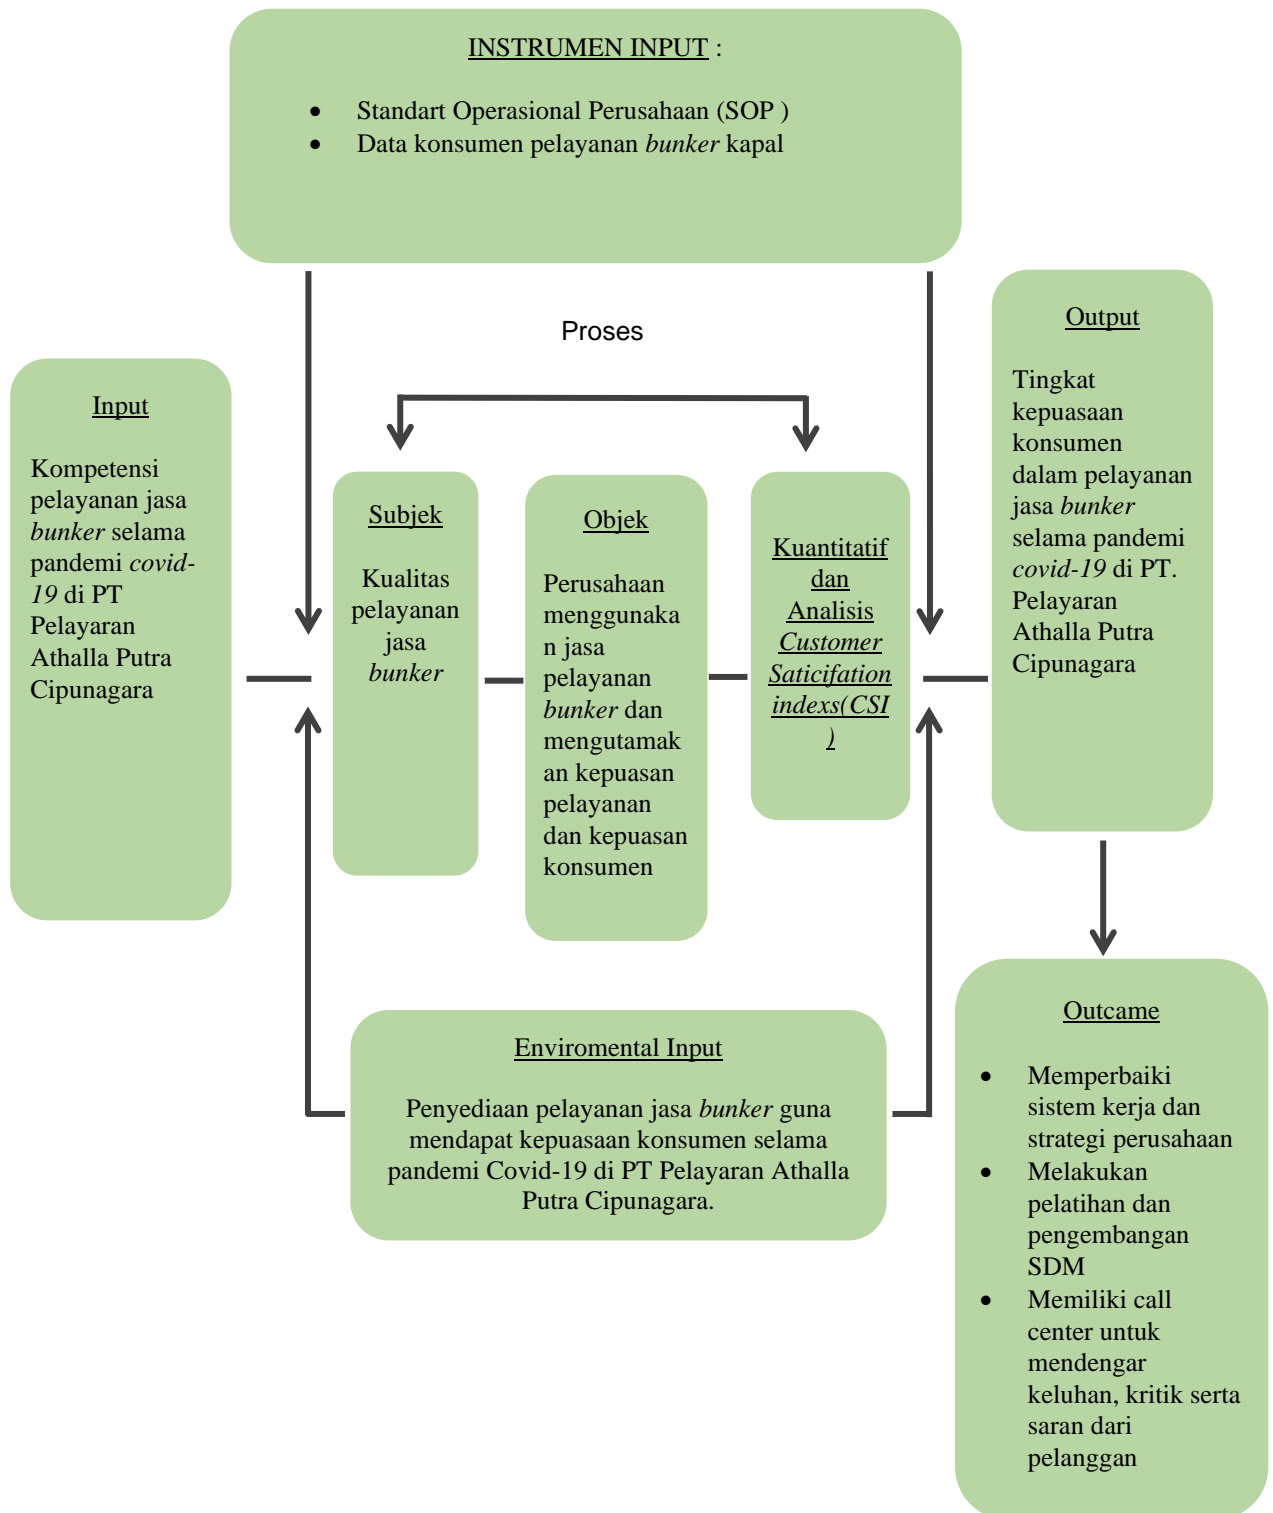 INSTRUMEN INPUT :
• Standart Operasional Perusahaan (SOP )
• Data konsumen pelayanan bunker kapal
Proses
Input
Kompetensi
pelayanan jasa
bunker selama
pandemi covid-
19 di PT
Pelayaran
Athalla Putra
Cipunagara
Subjek
Kualitas
pelayanan
jasa
bunker
Objek
Perusahaan
menggunaka
n jasa
pelayanan
bunker dan
mengutamak
an kepuasan
pelayanan
dan kepuasan
konsumen
Kuantitatif
dan
Analisis
Customer
Saticifation
indexs(CSI
)
Output
Tingkat
kepuasaan
konsumen
dalam pelayanan
jasa bunker
selama pandemi
covid-19 di PT.
Pelayaran
Athalla Putra
Cipunagara
Enviromental Input
Penyediaan pelayanan jasa bunker guna
mendapat kepuasaan konsumen selama
pandemi Covid-19 di PT Pelayaran Athalla
Putra Cipunagara.
Outcame
• Memperbaiki
sistem kerja dan
strategi perusahaan
• Melakukan
pelatihan dan
pengembangan
SDM
• Memiliki call
center untuk
mendengar
keluhan, kritik serta
saran dari
pelanggan